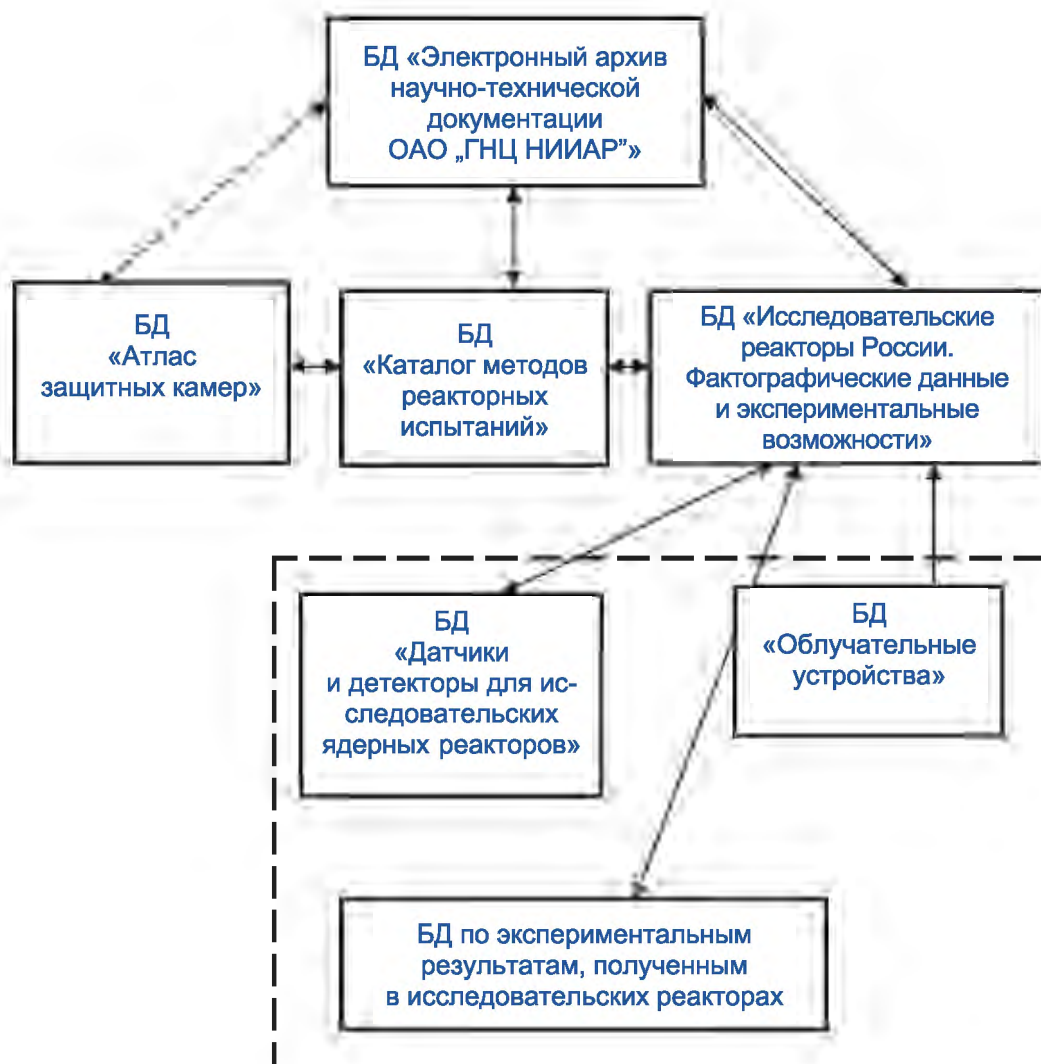 БД «Электронный архив
научно-технической
документации
ОАО „ГНЦ НИИАР"»
БД
«Атлас
защитных камер»
БД
«Каталог методов
реакторных
испытаний»
БД «Исследовательские
реакторы России.
Фактографические данные
и экспериментальные
возможности»
БД
«Датчики
и детекторы для ис-
следовательских
ядерных реакторов»
БД
«Облучательные
устройства»
БД по экспериментальным
результатам, полученным
в исследовательских реакторах